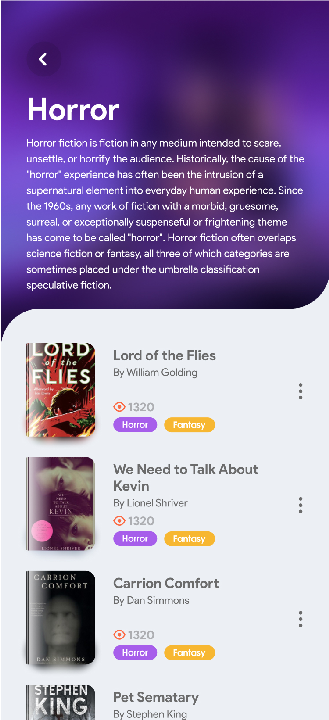 Horror
Horror fiction is fiction in any medium intended to scare,
unsettle, or horrify the audience. Historically, the cause of the
"horror" experience has often been the intrusion of a
supernatural element into everyday human experience. Since
the 1960s, any work of fiction with a morbid, gruesome,
surreal, or exceptionally suspenseful or frightening theme
has come to be called "horror". Horror fiction often overlaps
science fiction or fantasy, all three of which categories are
sometimes placed under the umbrella classification
speculative fiction.
LORD
of the
FLIES
Lord of the Flies
By William Golding
1320
Horror
Fantasy
KEVIN
LIONEL SHRIVER
We Need to Talk About
Kevin
By Lionel Shriver
1320
Horror
Fantasy
CARRION
COMFORT
DAN SIMMONS
Carrion Comfort
By Dan Simmons
1320
Horror
Fantasy
STEPHEN
KING
Pet Sematary
By Stephen King